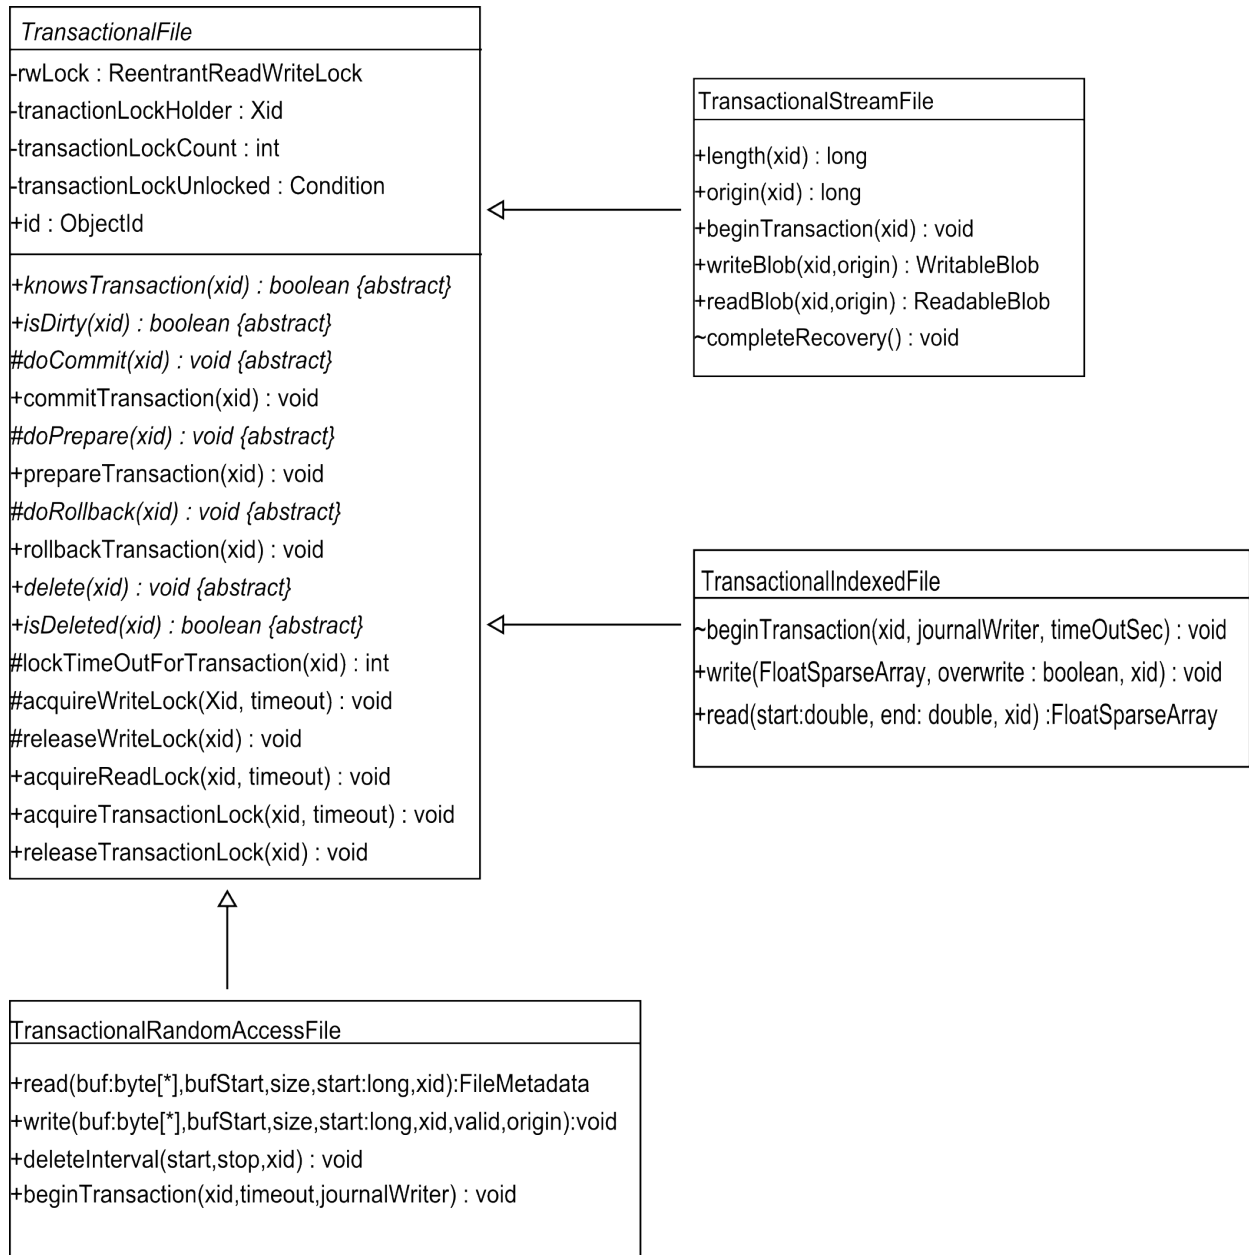 TransactionalFile
-rwLock : ReentrantReadWriteLock
-tranactionLockHolder : Xid
-transactionLockCount : int
-transactionLockUnlocked : Condition
+id : ObjectId
+knowsTransaction(xid) : boolean {abstract}
+isDirty(xid) : boolean {abstract}
#doCommit(xid) : void {abstract}
+commitTransaction(xid) : void
#doPrepare(xid) : void {abstract}
+prepareTransaction(xid) : void
#doRollback(xid) : void {abstract}
+rollbackTransaction(xid) : void
+delete(xid) : void {abstract}
+isDeleted(xid) : boolean {abstract}
#lockTimeOutForTransaction(xid) : int
#acquireWriteLock(Xid, timeout) : void
#releaseWriteLock(xid) : void
+acquireReadLock(xid, timeout) : void
+acquireTransactionLock(xid, timeout) : void
+releaseTransactionLock(xid) : void
TransactionalStreamFile
+length(xid) : long
+origin(xid) : long
+beginTransaction(xid) : void
+writeBlob(xid,origin) : WritableBlob
+readBlob(xid,origin) : ReadableBlob
~completeRecovery() : void
TransactionalIndexedFile
~beginTransaction(xid, journalWriter, timeOutSec) : void
+write(FloatSparseArray, overwrite : boolean, xid) : void
+read(start:double, end: double, xid) :FloatSparseArray
TransactionalRandomAccessFile
+read(buf:byte[*],bufStart,size,start:long,xid):FileMetadata
+write(buf:byte[*],bufStart,size,start:long,xid,valid,origin):void
+deleteInterval(start,stop,xid) : void
+beginTransaction(xid,timeout,journalWriter) : void